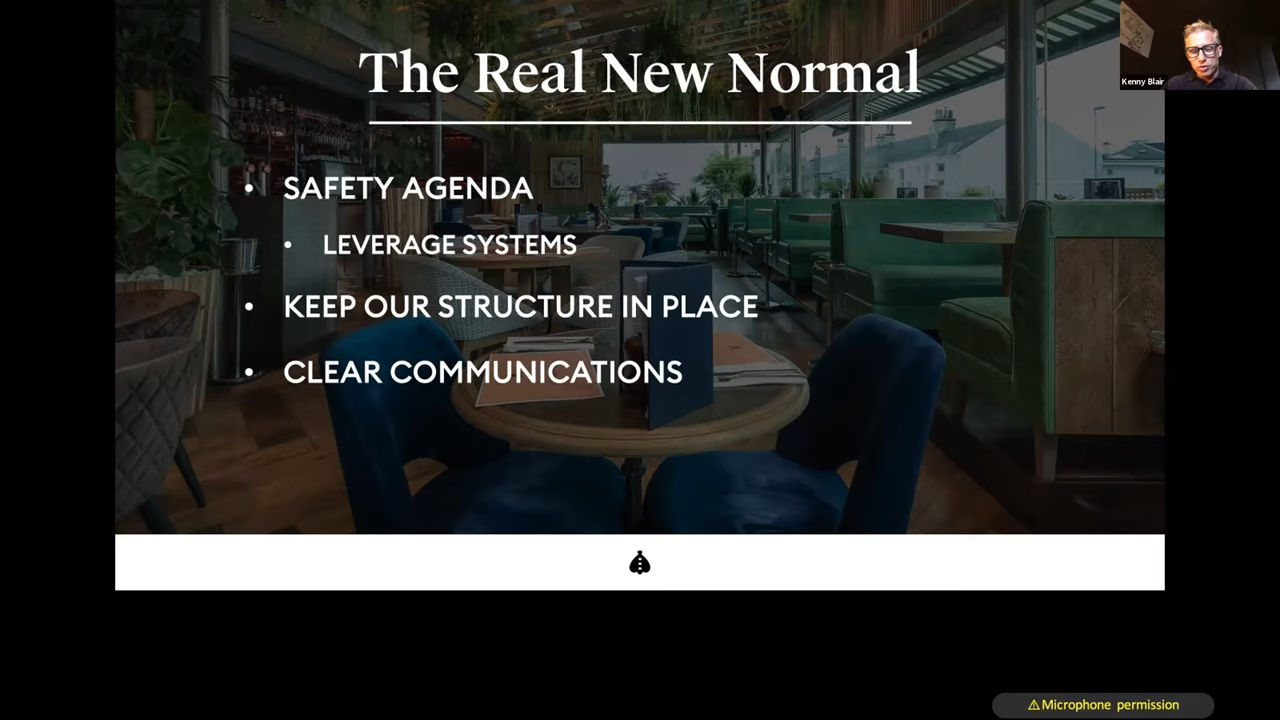 The Real New Normal
Kenny Blair
• SAFETY AGENDA
• LEVERAGE SYSTEMS
• KEEP OUR STRUCTURE IN PLACE
• CLEAR COMMUNICATIONS
⚠Microphone permission